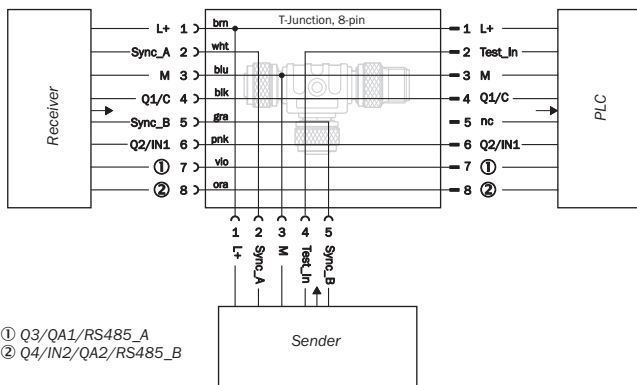 T-Junction, 8-pin
L+ 1 brn 1 L+
Sync_A 2 wht 2 Test_In
M 3 blu 3 M
Q1/C 4 blk 4 Q1/C
Sync_B 5 gra 5 nc
Q2/IN1 6 pnk 6 Q2/IN1
① 7 vio 7 ①
② 8 ora 8 ②
Receiver
PLC
1 2 3 4 5
L+ Sync_A M Test_In Sync_B
Sender
① Q3/QA1/RS485_A
② Q4/IN2/QA2/RS485_B